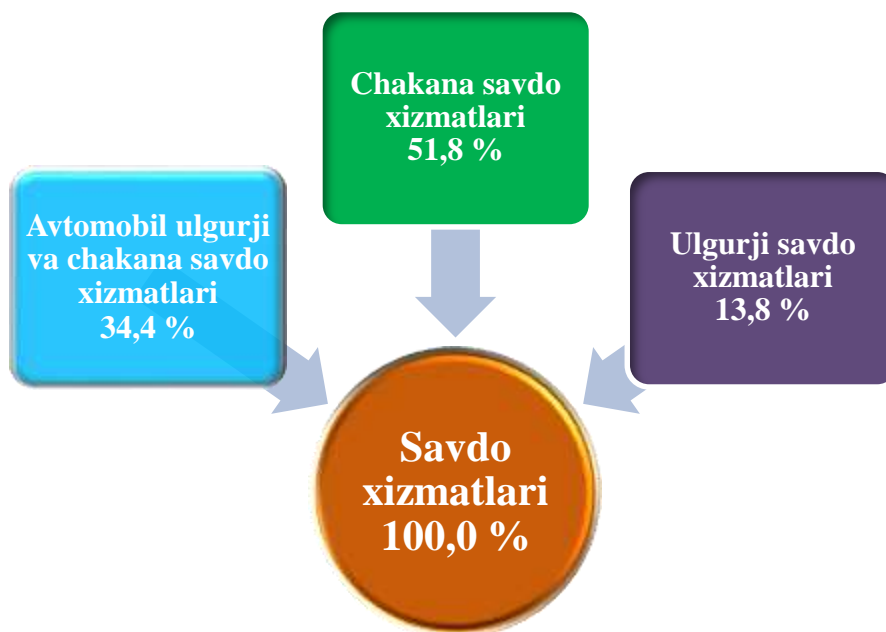 Chakana savdo
xizmatlari
51,8 %
Avtomobil ulgurji
va chakana savdo
xizmatlari
34,4 %
Ulgurji savdo
xizmatlari
13,8 %
Savdo
xizmatlari
100,0 %